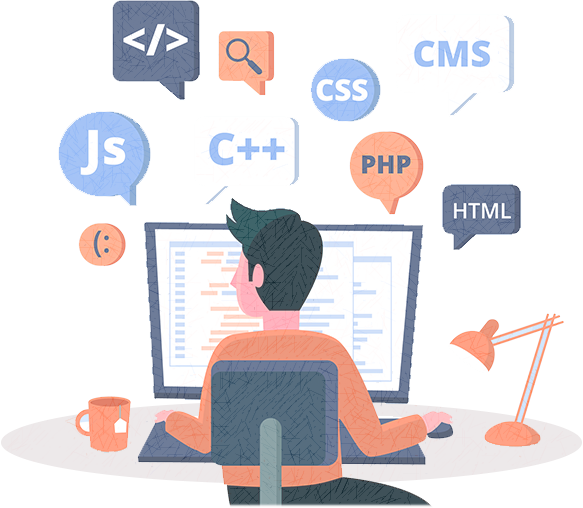 </>
CMS
CSS
Js
C++
PHP
HTML
(: